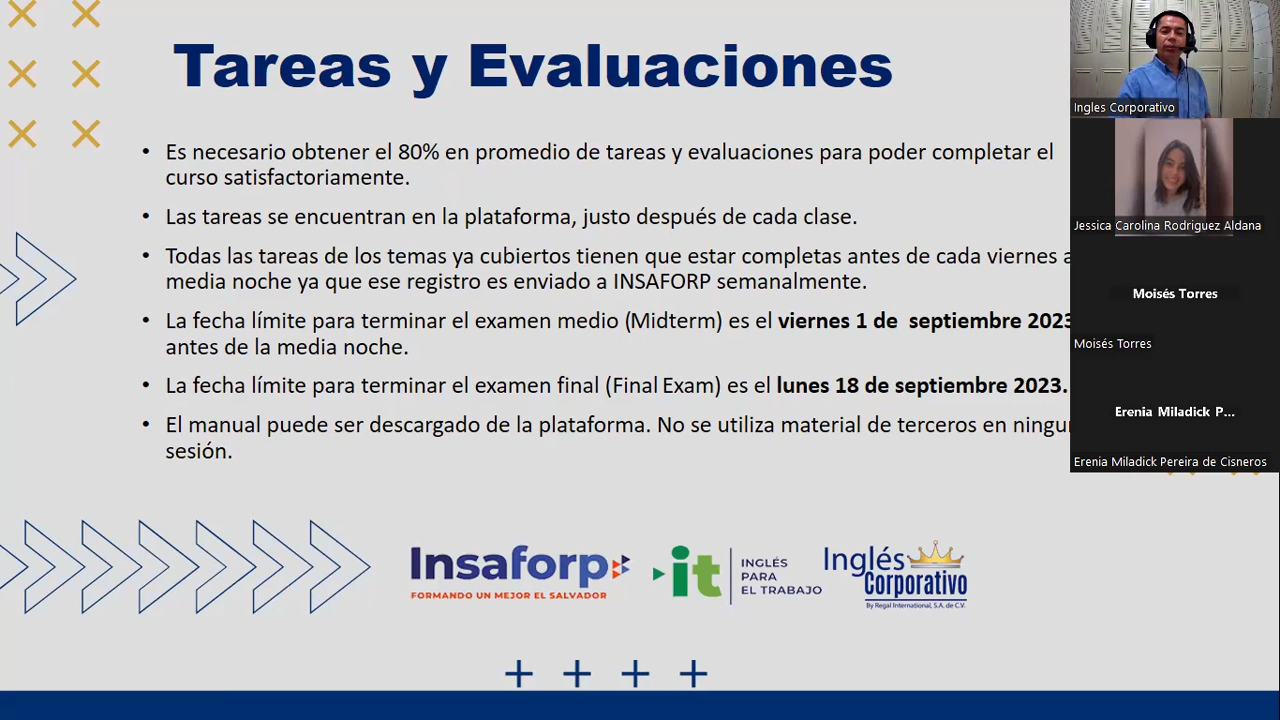 Tareas y Evaluaciones
• Es necesario obtener el 80% en promedio de tareas y evaluaciones para poder completar el
curso satisfactoriamente.
• Las tareas se encuentran en la plataforma, justo después de cada clase.
• Todas las tareas de los temas ya cubiertos tienen que estar completas antes de cada viernes a
media noche ya que ese registro es enviado a INSAFORP semanalmente.
• La fecha límite para terminar el examen medio (Midterm) es el viernes 1 de septiembre 2023
antes de la media noche.
• La fecha límite para terminar el examen final (Final Exam) es el lunes 18 de septiembre 2023.
• El manual puede ser descargado de la plataforma. No se utiliza material de terceros en ningu
sesión.
Insaforp
FORMANDO UN MEJOR EL SALVADOR
it
INGLÉS
PARA
EL TRABAJO
Inglés
Corporativo
By Regal International, S.A. de C.V.
Ingles Corporativo
Jessica Carolina Rodriguez Aldana
Moisés Torres
Moisés Torres
Erenia Miladick P...
Erenia Miladick Pereira de Cisneros